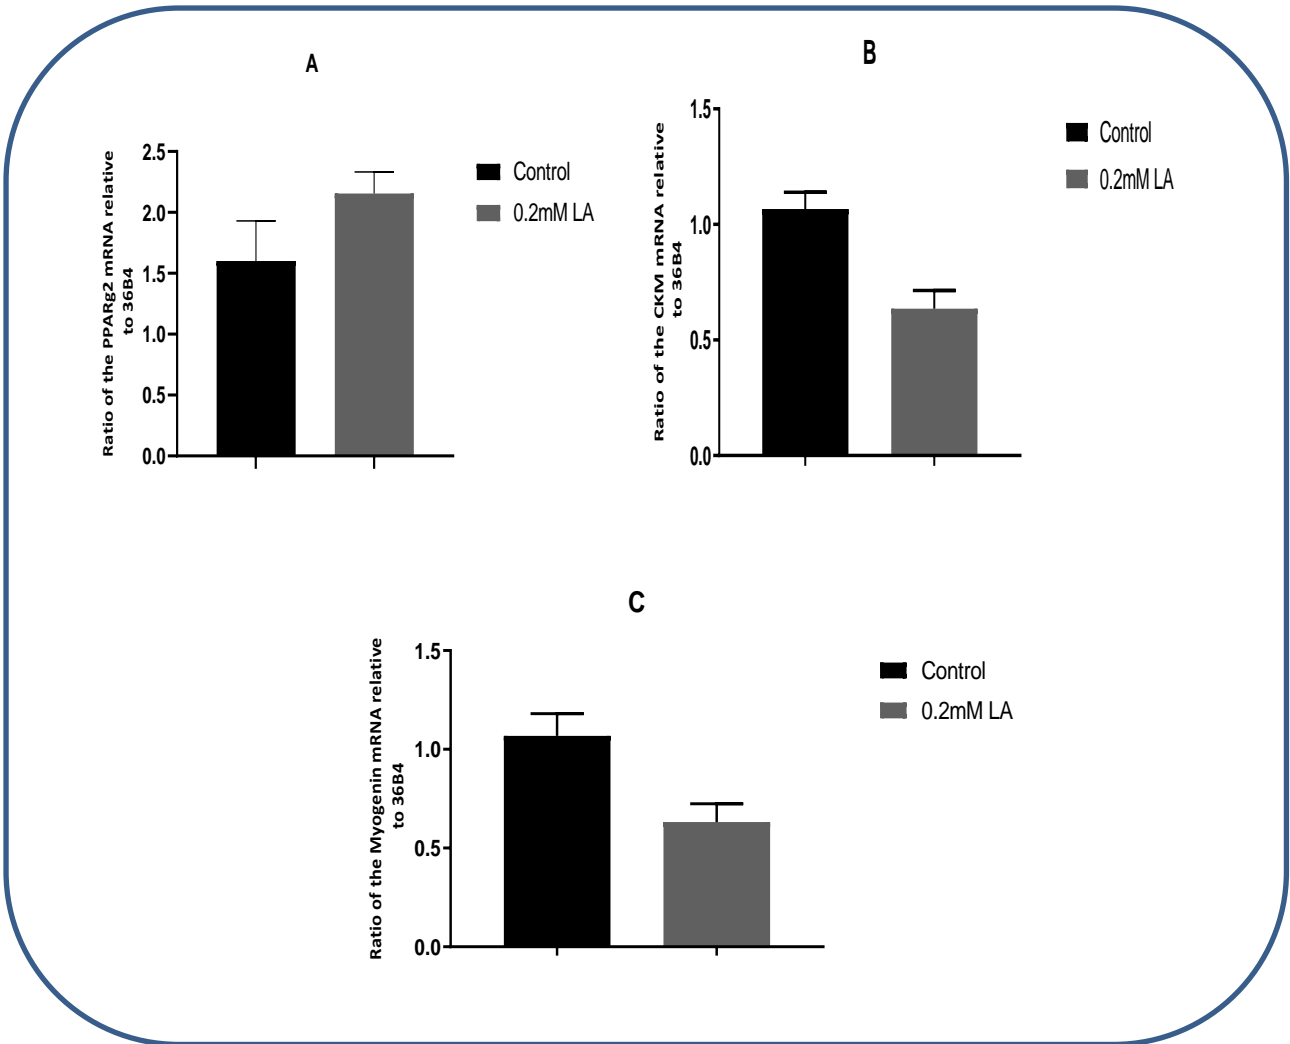 A
Ratio of the PPARg2 mRNA relative
to 36B4
2.5
2.0
1.5
1.0
0.5
0.0
Control
0.2mM LA
B
Ratio of the CKM mRNA relative
to 36B4
1.5
1.0
0.5
0.0
Control
0.2mM LA
C
Ratio of the Myogenin mRNA relative
to 36B4
1.5
1.0
0.5
0.0
Control
0.2mM LA